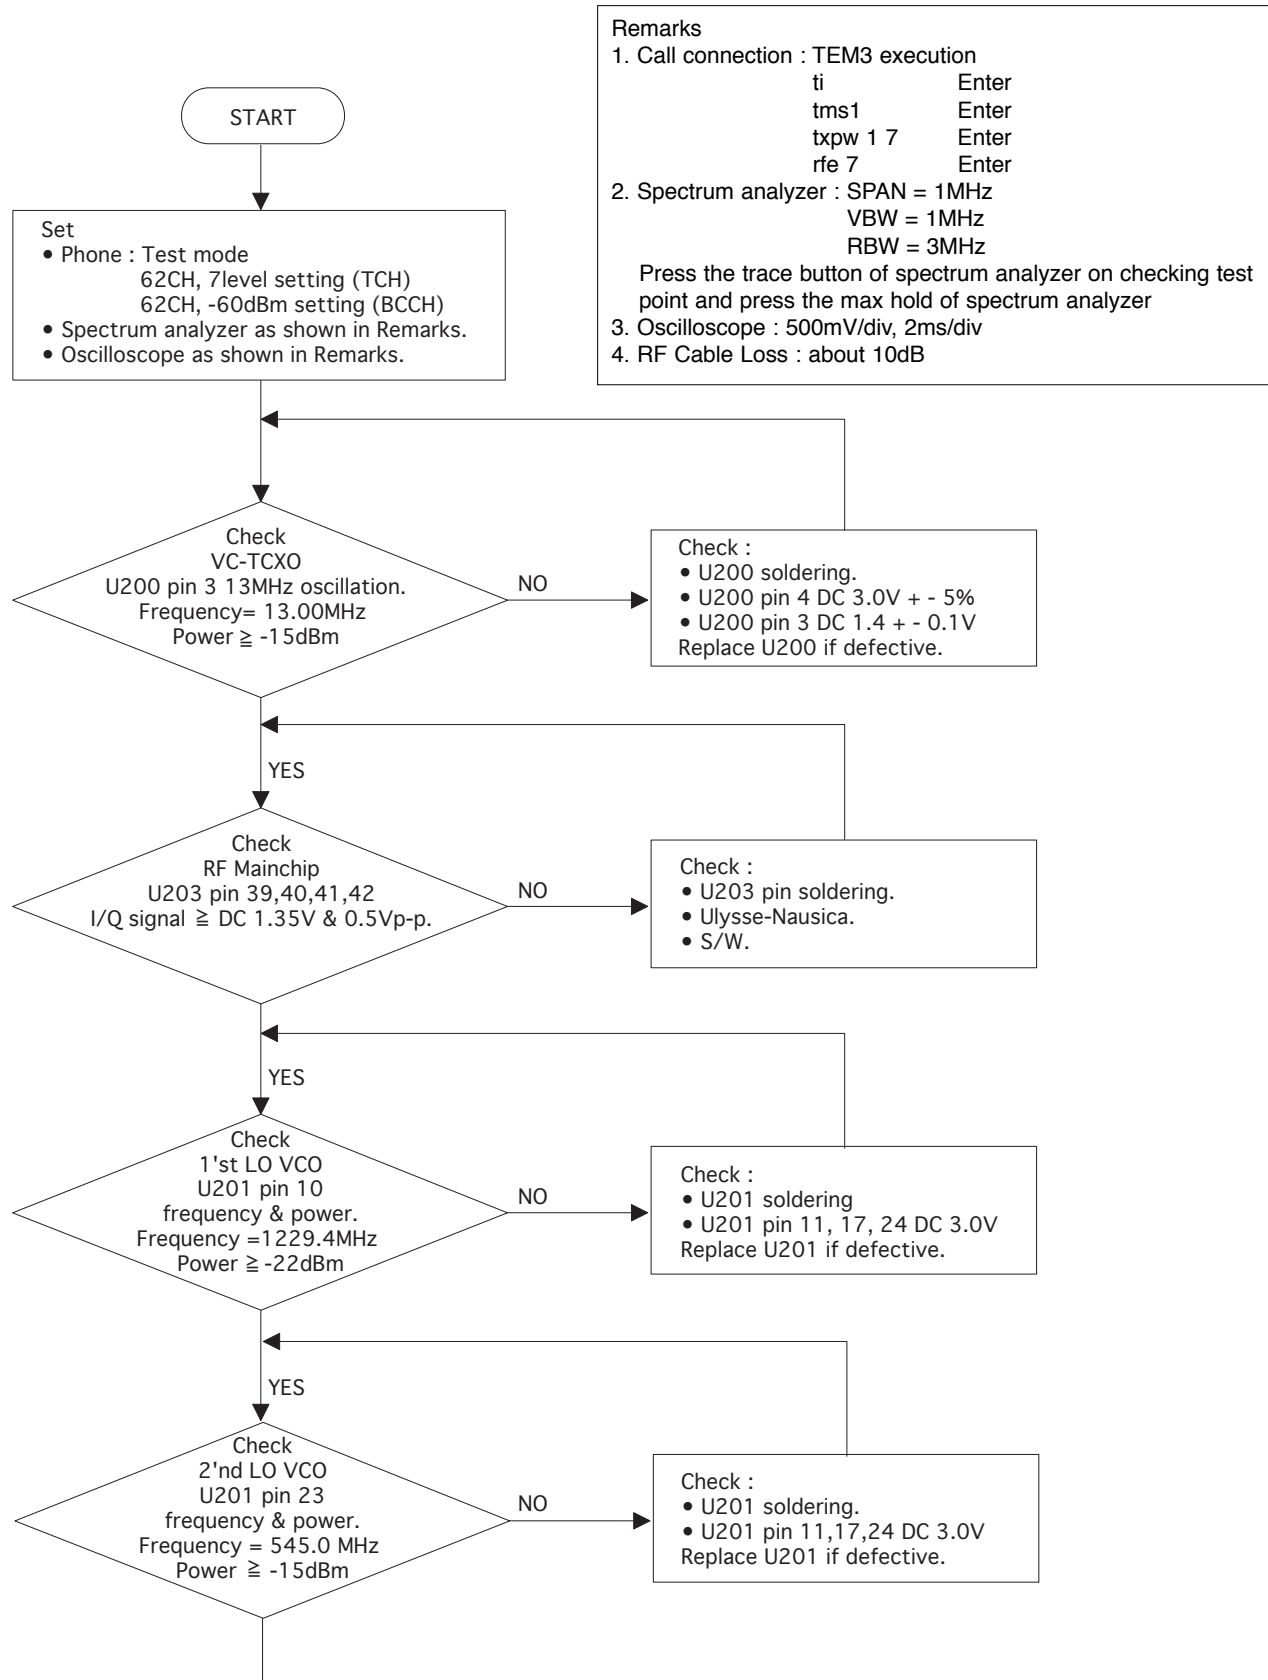 Remarks
1. Call connection : TEM3 execution
ti Enter
tms1 Enter
txpw 1 7 Enter
rfe 7 Enter
2. Spectrum analyzer : SPAN = 1MHz
VBW = 1MHz
RBW = 3MHz
Press the trace button of spectrum analyzer on checking test
point and press the max hold of spectrum analyzer
3. Oscilloscope : 500mV/div, 2ms/div
4. RF Cable Loss : about 10dB
START
Set
• Phone : Test mode
62CH, 7level setting (TCH)
62CH, -60dBm setting (BCCH)
• Spectrum analyzer as shown in Remarks.
• Oscilloscope as shown in Remarks.
Check
VC-TCXO
U200 pin 3 13MHz oscillation.
Frequency= 13.00MHz
Power ≧ -15dBm
NO
Check :
• U200 soldering.
• U200 pin 4 DC 3.0V + - 5%
• U200 pin 3 DC 1.4 + - 0.1V
Replace U200 if defective.
YES
Check
RF Mainchip
U203 pin 39,40,41,42
I/Q signal ≧ DC 1.35V & 0.5Vp-p.
NO
Check :
• U203 pin soldering.
• Ulysse-Nausica.
• S/W.
YES
Check
1'st LO VCO
U201 pin 10
frequency & power.
Frequency =1229.4MHz
Power ≧ -22dBm
NO
Check :
• U201 soldering
• U201 pin 11, 17, 24 DC 3.0V
Replace U201 if defective.
YES
Check
2'nd LO VCO
U201 pin 23
frequency & power.
Frequency = 545.0 MHz
Power ≧ -15dBm
NO
Check :
• U201 soldering.
• U201 pin 11,17,24 DC 3.0V
Replace U201 if defective.